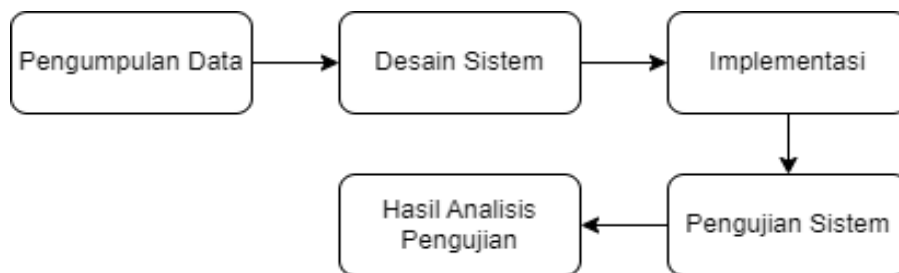 Pengumpulan Data
Desain Sistem
Implementasi
Hasil Analisis
Pengujian
Pengujian Sistem